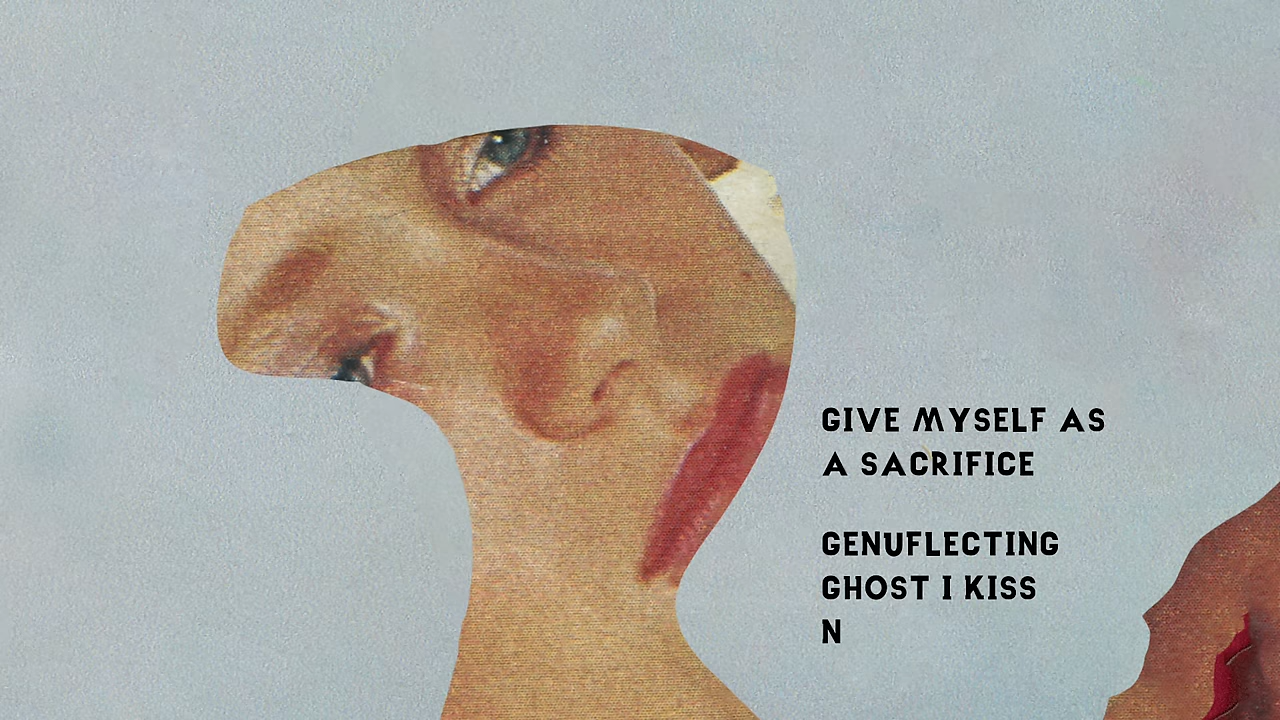 GIVE MYSELF AS
A SACRIFICE
GENUFLECTING
GHOST I KISS
N